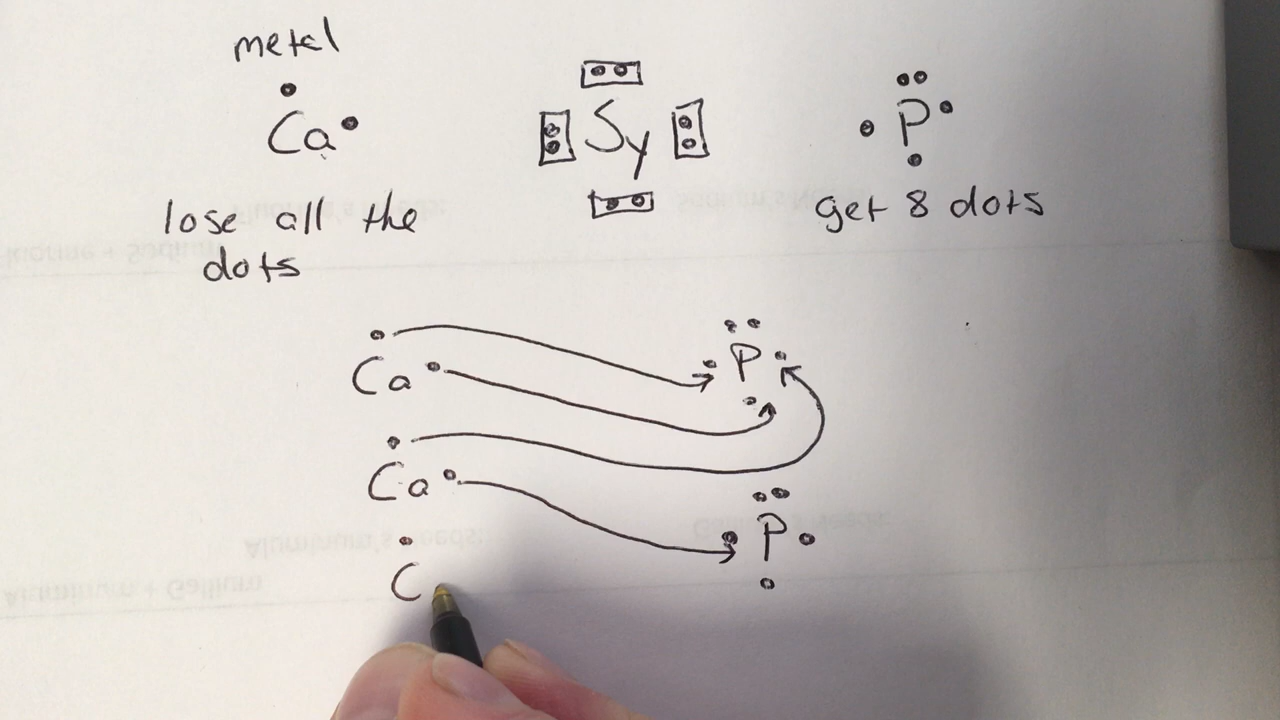 metal
Ca
Sy
P
lose all the
dots
get 8 dots
Ca
P
Ca
P
C